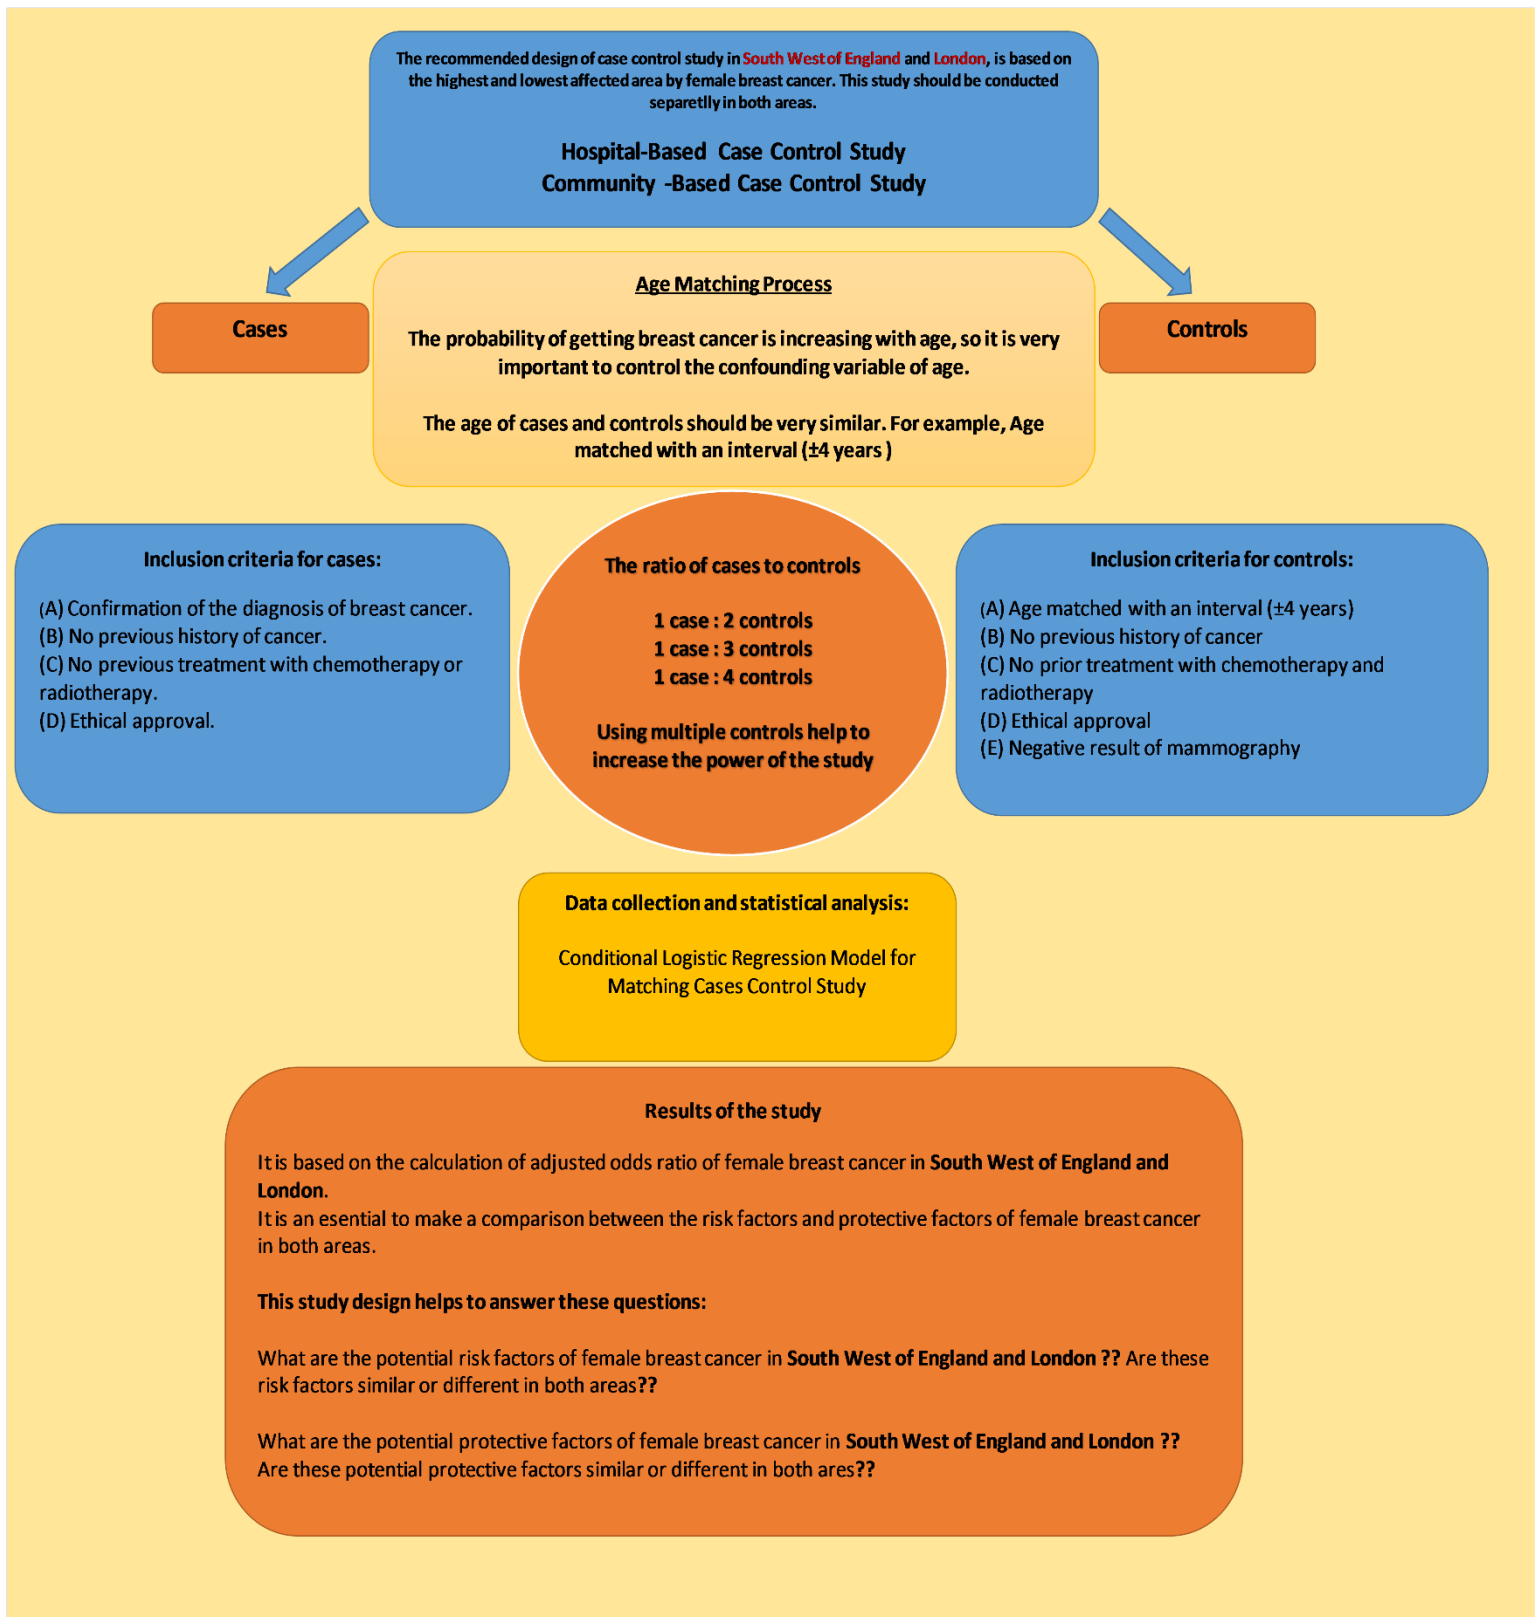 The recommended design of case control study in South West of England and London, is based on
the highest and lowest affected area by female breast cancer. This study should be conducted
separetlly in both areas.
Hospital-Based Case Control Study
Community -Based Case Control Study
Cases
Age Matching Process
The probability of getting breast cancer is increasing with age, so it is very
important to control the confounding variable of age.
The age of cases and controls should be very similar. For example, Age
matched with an interval (±4 years )
Controls
Inclusion criteria for cases:
(A) Confirmation of the diagnosis of breast cancer.
(B) No previous history of cancer.
(C) No previous treatment with chemotherapy or
radiotherapy.
(D) Ethical approval.
The ratio of cases to controls
1 case : 2 controls
1 case : 3 controls
1 case : 4 controls
Using multiple controls help to
increase the power of the study
Inclusion criteria for controls:
(A) Age matched with an interval (±4 years)
(B) No previous history of cancer
(C) No prior treatment with chemotherapy and
radiotherapy
(D) Ethical approval
(E) Negative result of mammography
Data collection and statistical analysis:
Conditional Logistic Regression Model for
Matching Cases Control Study
Results of the study
It is based on the calculation of adjusted odds ratio of female breast cancer in South West of England and
London.
It is an esential to make a comparison between the risk factors and protective factors of female breast cancer
in both areas.
This study design helps to answer these questions:
What are the potential risk factors of female breast cancer in South West of England and London ?? Are these
risk factors similar or different in both areas??
What are the potential protective factors of female breast cancer in South West of England and London ??
Are these potential protective factors similar or different in both ares??